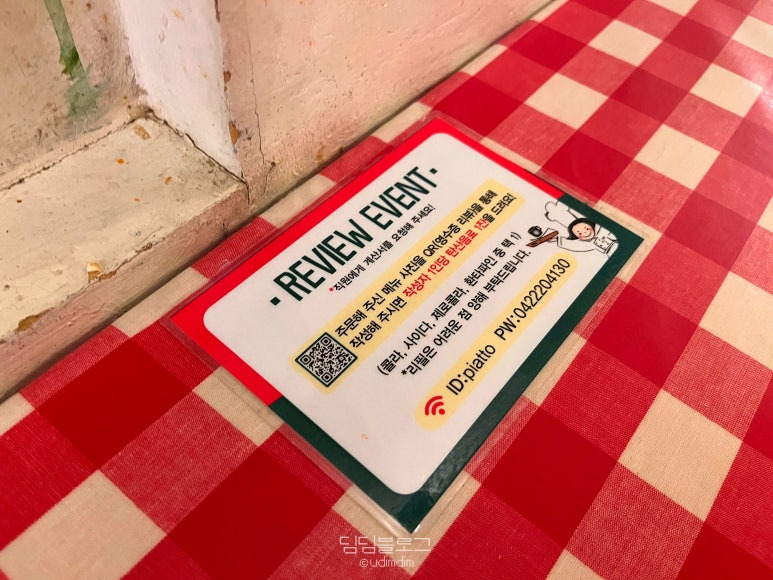 ·REVIEW EVENT·
*직원에게 계산서를 요청해 주세요!
주문해 주신 메뉴 사진을 QR(영수증 리뷰)을 통해
작성해 주시면 작성자 1인당 탄산음료 1잔을 드려요!
(콜라, 사이다, 제로콜라, 환타파인 중 택 1)
*리필은 어려운 점 양해 부탁드립니다.
ID:piatto PW:0422204130
딤딤블로그
©udimdim